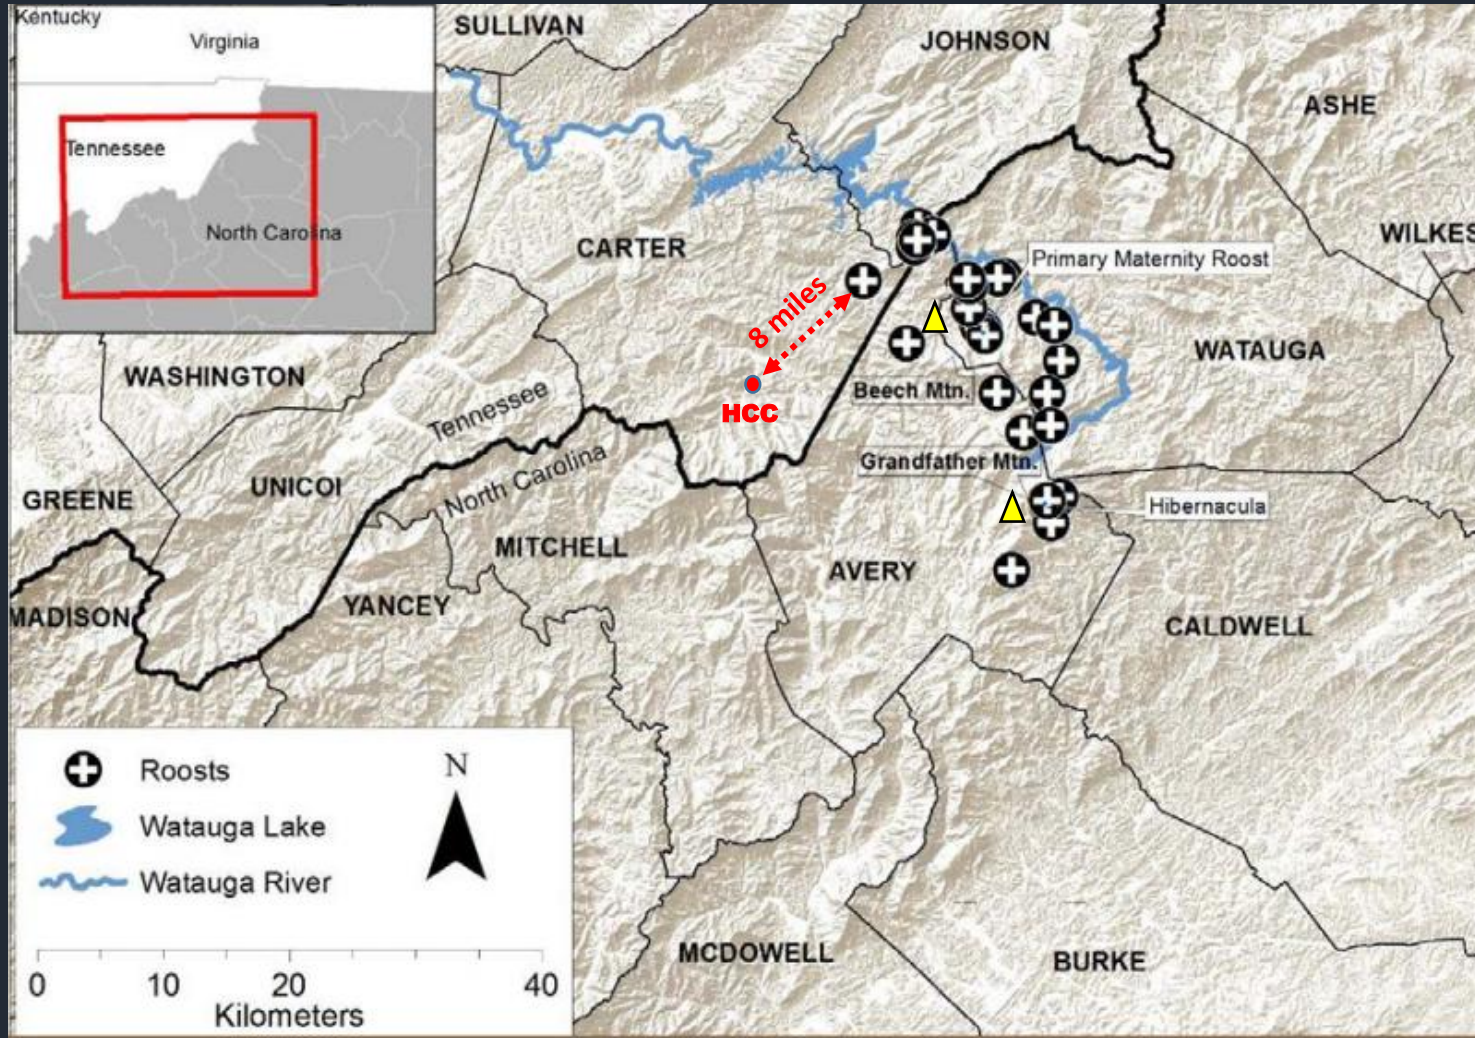 Kentucky
Virginia
Tennessee
North Carolina
SULLIVAN
JOHNSON
ASHE
WILKES
CARTER
Primary Maternity Roost
8 miles
WATAUGA
WASHINGTON
Beech Mtn.
HCC
Tennessee
North Carolina
Grandfather Mtn.
GREENE
UNICOI
Hibernacula
MITCHELL
AVERY
MADISON
YANCEY
CALDWELL
MCDOWELL
BURKE
Roosts
N
Watauga Lake
Watauga River
0 10 20 40
Kilometers